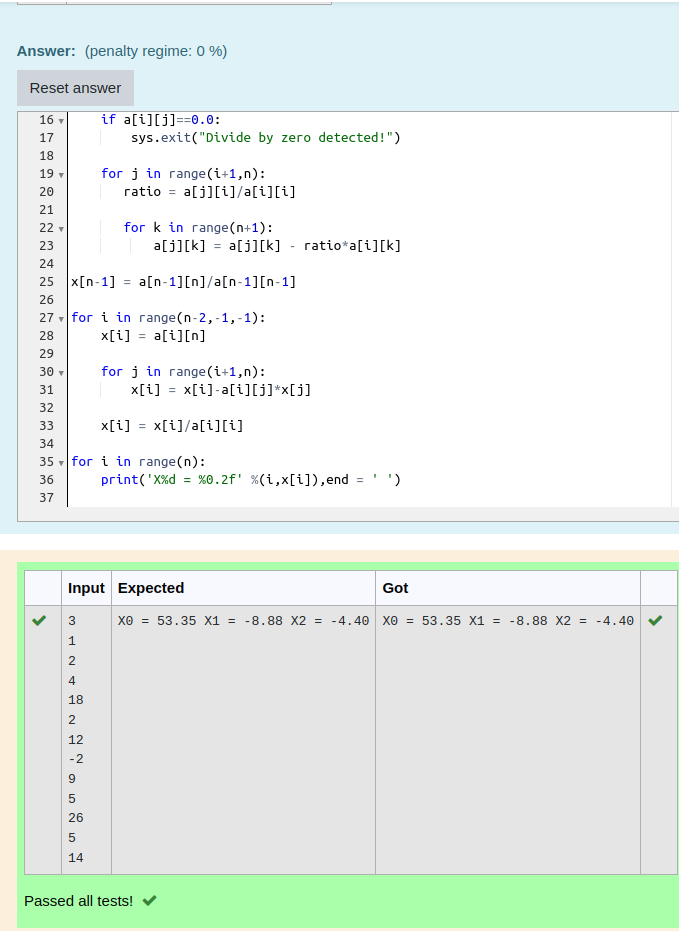 Answer: (penalty regime: 0 %)
Reset answer
16 if a[i][j]==0.0:
17 sys.exit("Divide by zero detected!")
18
19 for j in range(i+1,n):
20 ratio = a[j][i]/a[i][i]
21
22 for k in range(n+1):
23 a[j][k] = a[j][k] - ratio*a[i][k]
24
25 x[n-1] = a[n-1][n]/a[n-1][n-1]
26
27 for i in range(n-2,-1,-1):
28 x[i] = a[i][n]
29
30 for j in range(i+1,n):
31 x[i] = x[i]-a[i][j]*x[j]
32
33 x[i] = x[i]/a[i][i]
34
35 for i in range(n):
36 print('X%d = %0.2f' %(i,x[i]),end = ' ')
37
Input Expected Got
3 X0 = 53.35 X1 = -8.88 X2 = -4.40 X0 = 53.35 X1 = -8.88 X2 = -4.40
1
2
4
18
2
12
-2
9
5
26
5
14
Passed all tests!